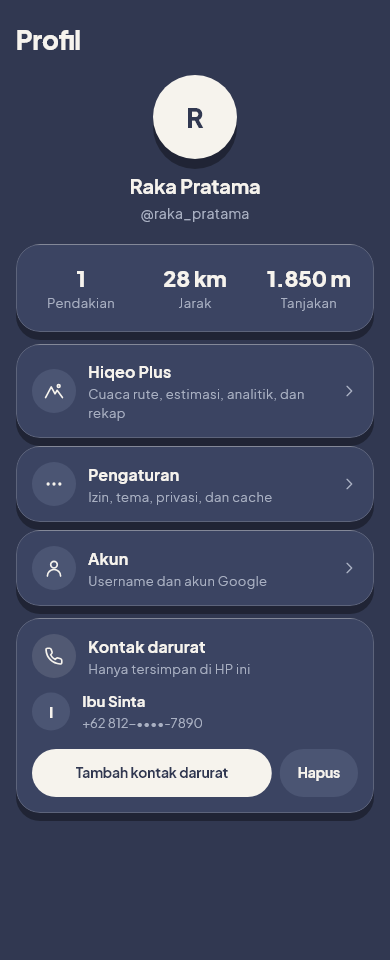 Profil
R
Raka Pratama
@raka_pratama
1
28 km
1.850 m
Pendakian
Jarak
Tanjakan
Hiqeo Plus
Cuaca rute, estimasi, analitik, dan
rekap
Pengaturan
Izin, tema, privasi, dan cache
Akun
Username dan akun Google
Kontak darurat
Hanya tersimpan di HP ini
I
Ibu Sinta
+62 812-••••-7890
Tambah kontak darurat
Hapus